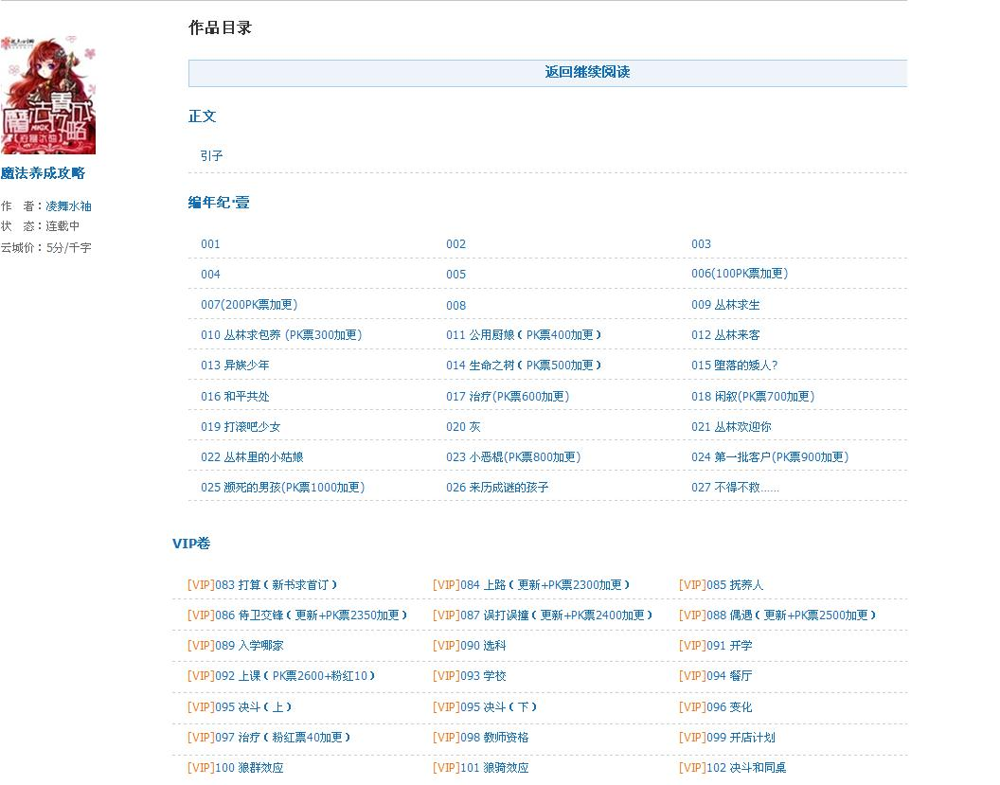 作品目录
返回继续阅读
正文
引子
魔法养成攻略
作　者：凌舞水袖
状　态：连载中
云城价：5分/千字
编年纪·壹
001 002 003
004 005 006(100PK票加更)
007(200PK票加更) 008 009 丛林求生
010 丛林求包养 (PK票300加更) 011 公用厨娘（PK票400加更） 012 丛林来客
013 异族少年 014 生命之树（PK票500加更） 015 堕落的矮人？
016 和平共处 017 治疗(PK票600加更) 018 闲叙(PK票700加更)
019 打滚吧少女 020 灰 021 丛林欢迎你
022 丛林里的小姑娘 023 小恶棍(PK票800加更) 024 第一批客户(PK票900加更)
025 濒死的男孩(PK票1000加更) 026 来历成谜的孩子 027 不得不救……
VIP卷
[VIP]083 打算（新书求首订） [VIP]084 上路（更新+PK票2300加更） [VIP]085 抚养人
[VIP]086 侍卫交锋（更新+PK票2350加更） [VIP]087 误打误撞（更新+PK票2400加更） [VIP]088 偶遇（更新+PK票2500加更）
[VIP]089 入学哪家 [VIP]090 选科 [VIP]091 开学
[VIP]092 上课（PK票2600+粉红10） [VIP]093 学校 [VIP]094 餐厅
[VIP]095 决斗（上） [VIP]095 决斗（下） [VIP]096 变化
[VIP]097 治疗（粉红票40加更） [VIP]098 教师资格 [VIP]099 开店计划
[VIP]100 狼群效应 [VIP]101 狼骑效应 [VIP]102 决斗和同桌